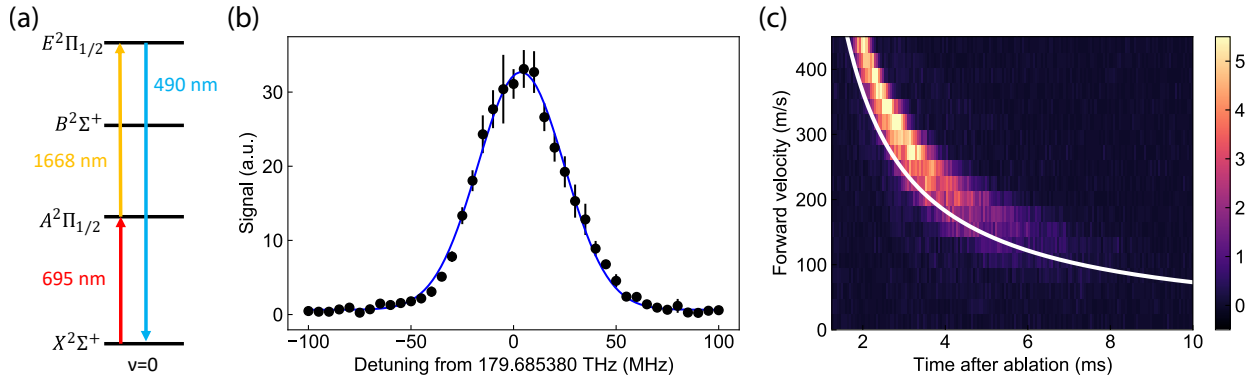 (a)
E²Π₁/₂
490 nm
B²Σ⁺
1668 nm
A²Π₁/₂
695 nm
X²Σ⁺
v=0
(b)
Signal (a.u.)
30
20
10
0
−100
−50
0
50
100
Detuning from 179.685380 THz (MHz)
(c)
Forward velocity (m/s)
400
300
200
100
0
2
4
6
8
10
Time after ablation (ms)
5
4
3
2
1
0